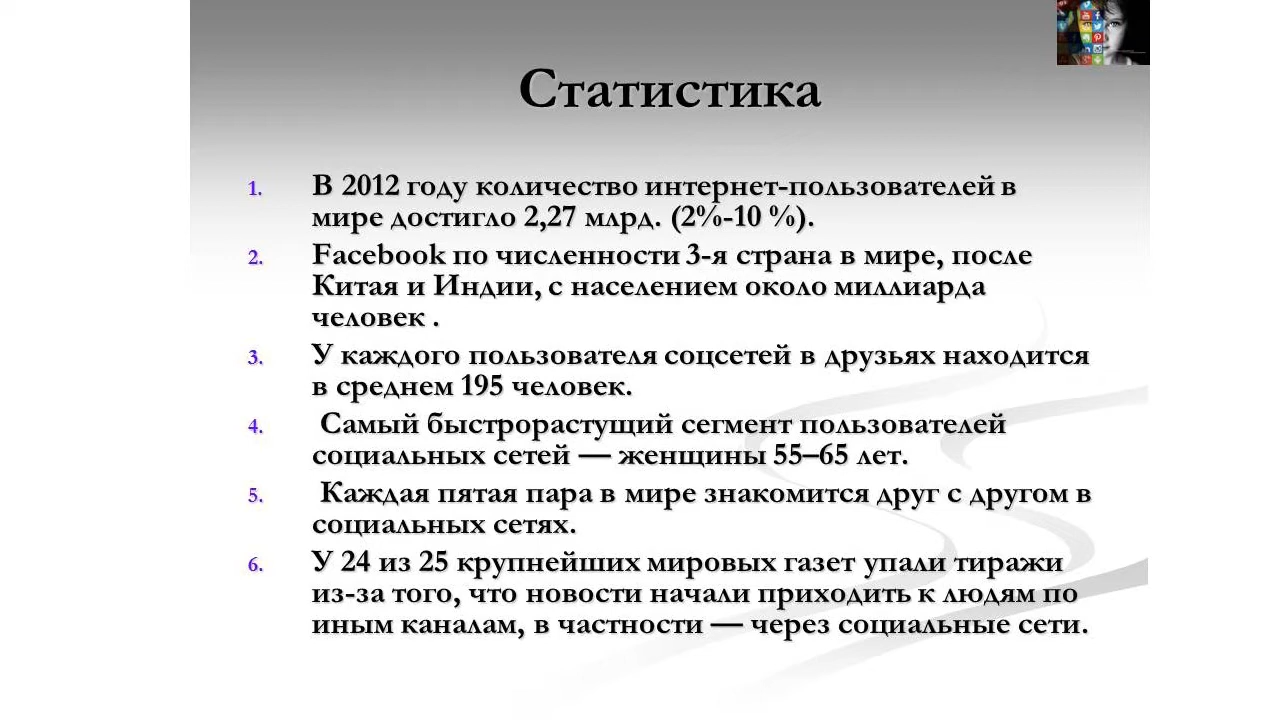 Статистика
1. В 2012 году количество интернет-пользователей в
мире достигло 2,27 млрд. (2%-10 %).
2. Facebook по численности 3-я страна в мире, после
Китая и Индии, с населением около миллиарда
человек .
3. У каждого пользователя соцсетей в друзьях находится
в среднем 195 человек.
4. Самый быстрорастущий сегмент пользователей
социальных сетей — женщины 55–65 лет.
5. Каждая пятая пара в мире знакомится друг с другом в
социальных сетях.
6. У 24 из 25 крупнейших мировых газет упали тиражи
из-за того, что новости начали приходить к людям по
иным каналам, в частности — через социальные сети.